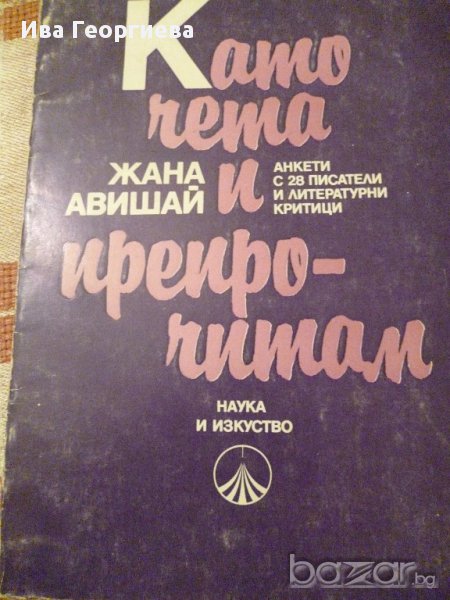 Ива Георгиева
Като
чета
ЖАНА
АВИШАЙ
и
АНКЕТИ
С 28 ПИСАТЕЛИ
И ЛИТЕРАТУРНИ
КРИТИЦИ
препро-
читам
НАУКА
И ИЗКУСТВО
bazar.bg